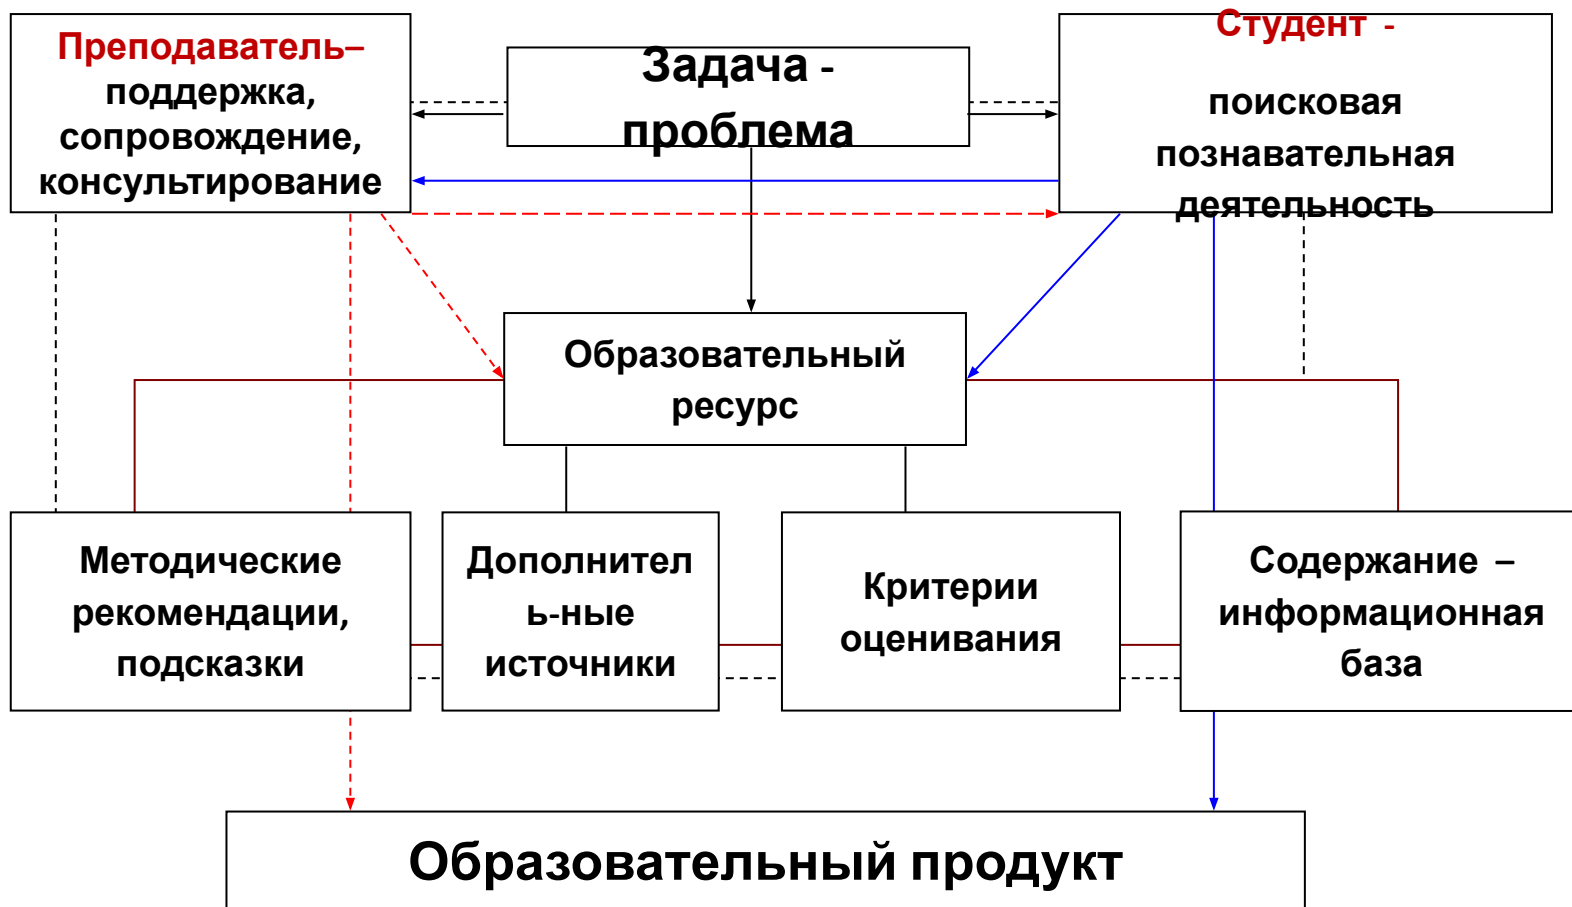 Преподаватель–
поддержка,
сопровождение,
консультирование
Задача -
проблема
Студент -
поисковая
познавательная
деятельность
Образовательный
ресурс
Методические
рекомендации,
подсказки
Дополнител
ь-ные
источники
Критерии
оценивания
Содержание –
информационная
база
Образовательный продукт